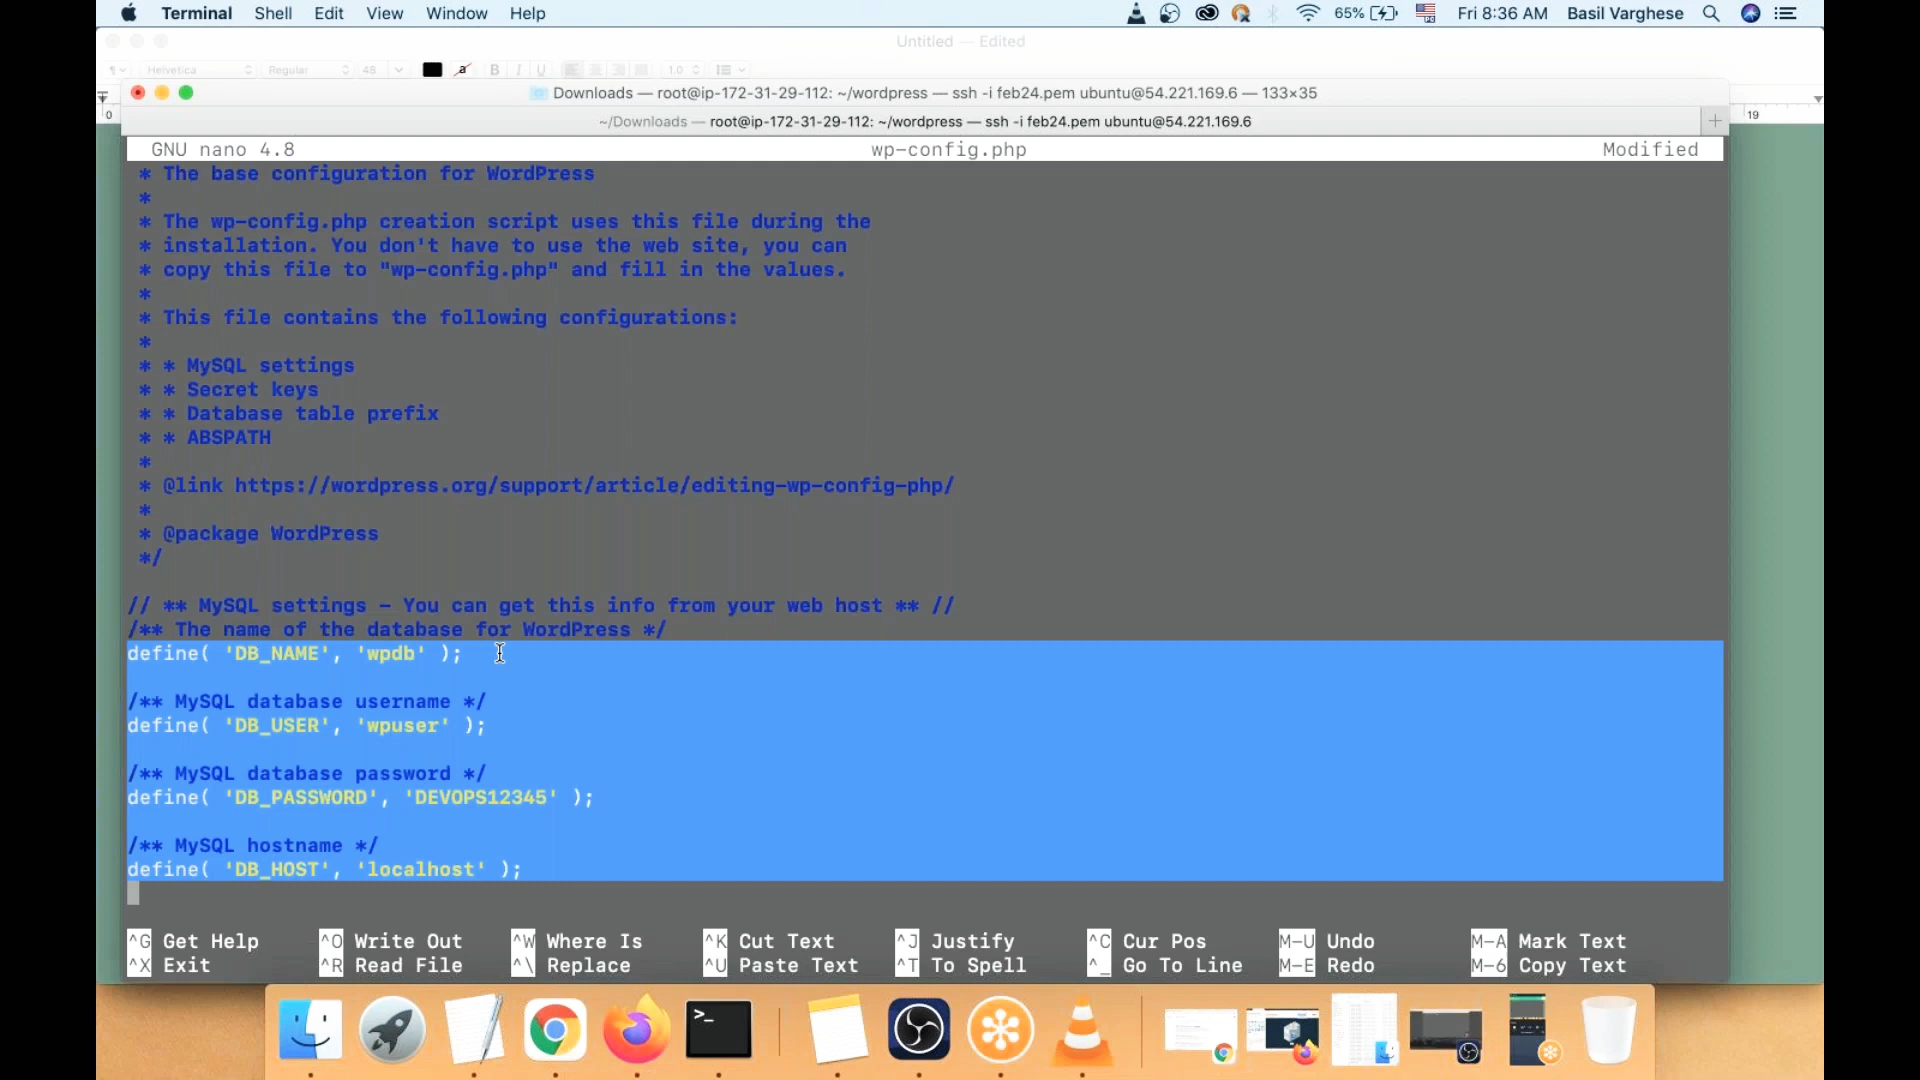 Terminal Shell Edit View Window Help 65% Fri 8:36 AM Basil Varghese
Untitled — Edited
Helvetica Regular 48 a B I U 1.0
Downloads — root@ip-172-31-29-112: ~/wordpress — ssh -i feb24.pem ubuntu@54.221.169.6 — 133×35
0 19
~/Downloads — root@ip-172-31-29-112: ~/wordpress — ssh -i feb24.pem ubuntu@54.221.169.6 +
GNU nano 4.8 wp-config.php Modified
* The base configuration for WordPress
*
* The wp-config.php creation script uses this file during the
* installation. You don't have to use the web site, you can
* copy this file to "wp-config.php" and fill in the values.
*
* This file contains the following configurations:
*
* * MySQL settings
* * Secret keys
* * Database table prefix
* * ABSPATH
*
* @link https://wordpress.org/support/article/editing-wp-config-php/
*
* @package WordPress
*/
// ** MySQL settings - You can get this info from your web host ** //
/** The name of the database for WordPress */
define( 'DB_NAME', 'wpdb' );
/** MySQL database username */
define( 'DB_USER', 'wpuser' );
/** MySQL database password */
define( 'DB_PASSWORD', 'DEVOPS12345' );
/** MySQL hostname */
define( 'DB_HOST', 'localhost' );
^G Get Help ^O Write Out ^W Where Is ^K Cut Text ^J Justify ^C Cur Pos M-U Undo M-A Mark Text
^X Exit ^R Read File ^\ Replace ^U Paste Text ^T To Spell ^_ Go To Line M-E Redo M-6 Copy Text
>_